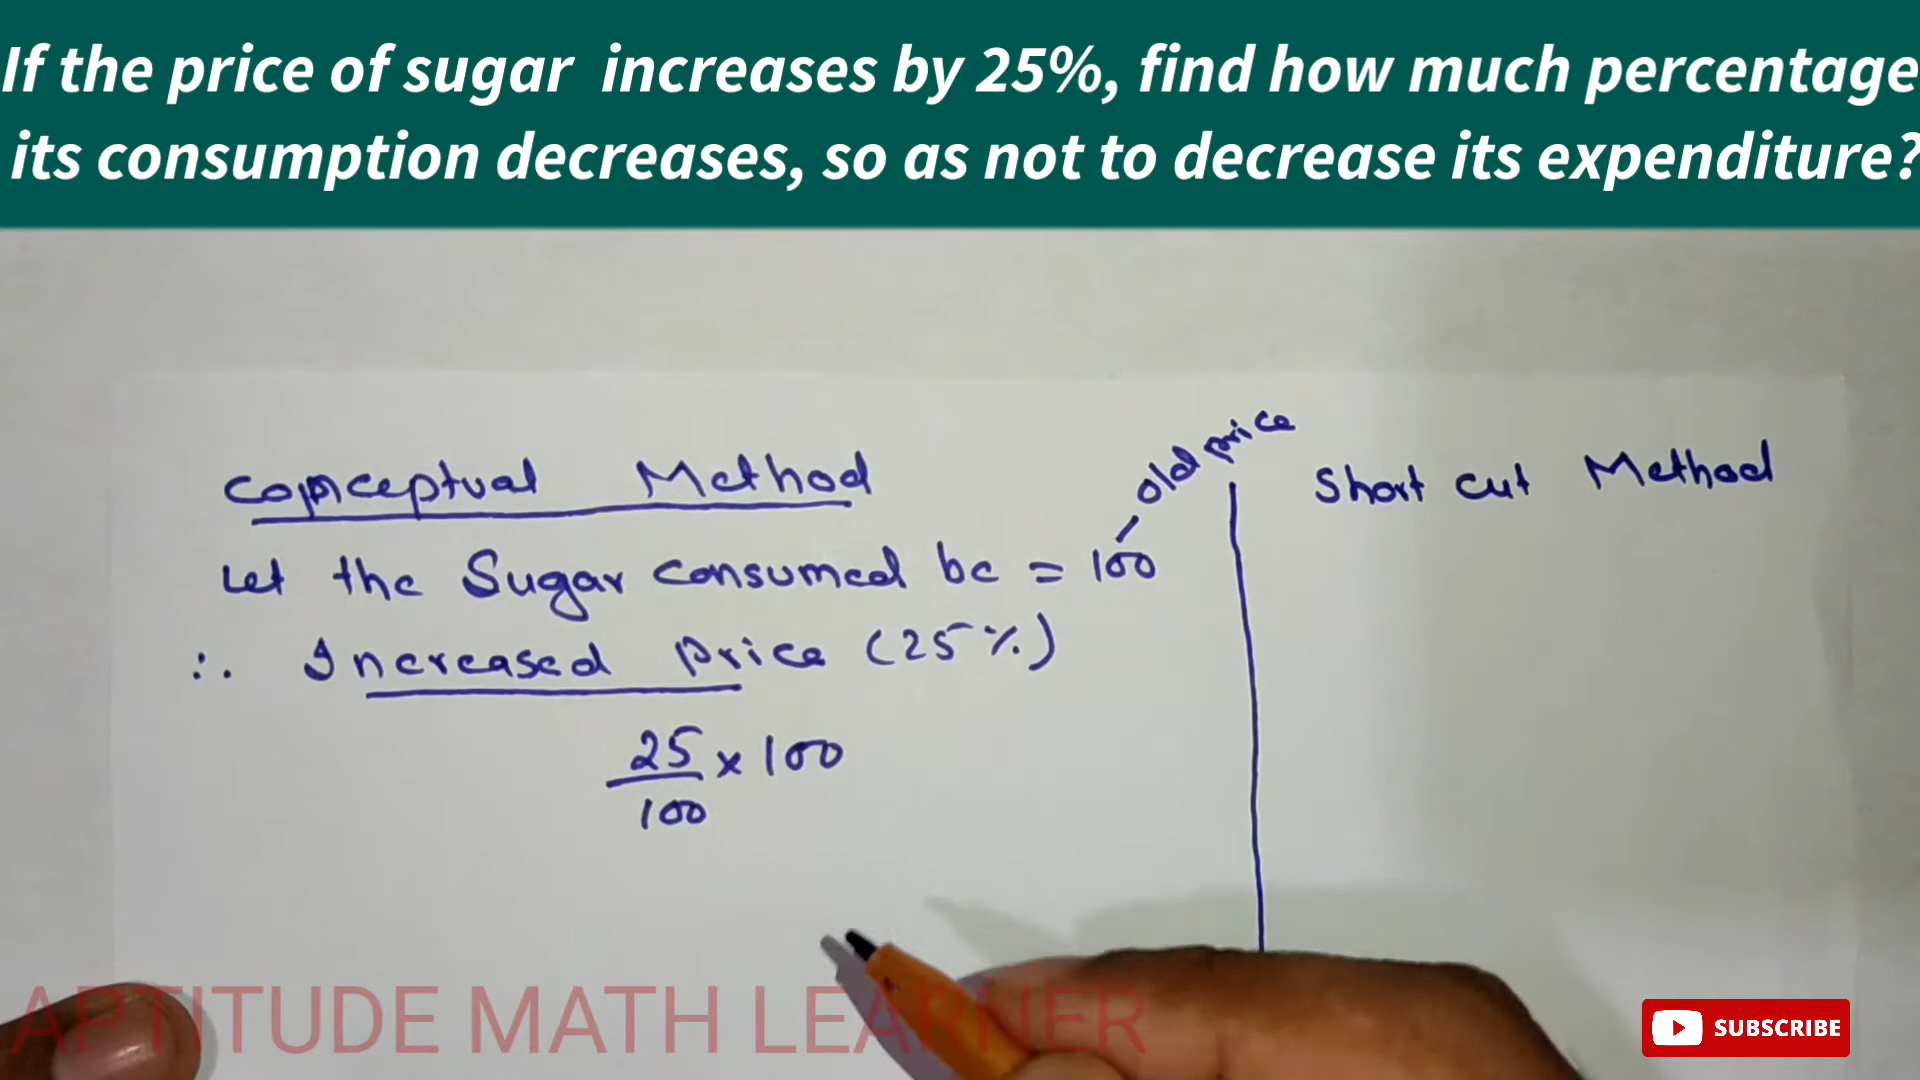 If the price of sugar increases by 25%, find how much percentage
its consumption decreases, so as not to decrease its expenditure?
old price
Conceptual Method
Short cut Method
Let the Sugar consumed be = 100
∴ Increased price (25%)
25
100
× 100
APTITUDE MATH LEARNER
SUBSCRIBE